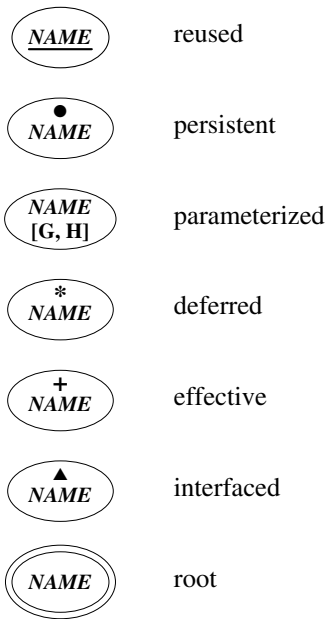 NAME reused
●
NAME persistent
NAME
[G, H] parameterized
*
NAME deferred
+
NAME effective
▲
NAME interfaced
NAME root